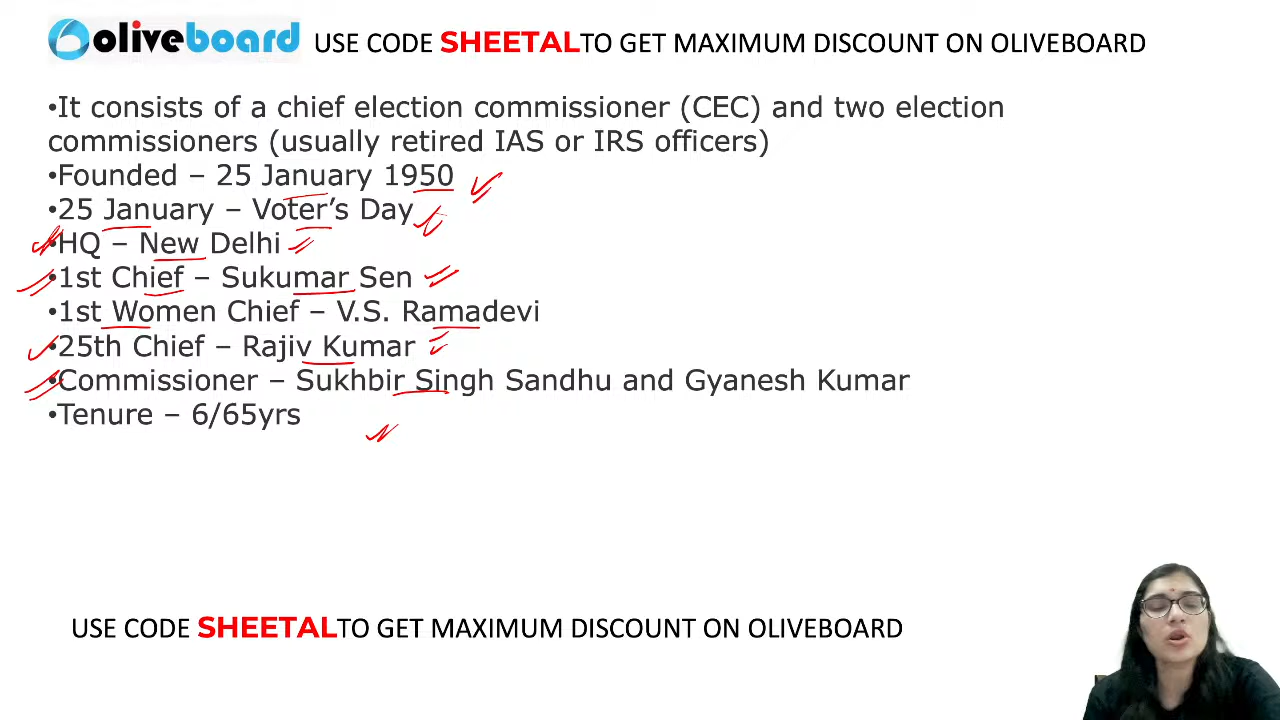 oliveboard USE CODE SHEETAL TO GET MAXIMUM DISCOUNT ON OLIVEBOARD
•It consists of a chief election commissioner (CEC) and two election
commissioners (usually retired IAS or IRS officers)
•Founded – 25 January 1950
•25 January – Voter’s Day
•HQ – New Delhi
•1st Chief – Sukumar Sen
•1st Women Chief – V.S. Ramadevi
•25th Chief – Rajiv Kumar
•Commissioner – Sukhbir Singh Sandhu and Gyanesh Kumar
•Tenure – 6/65yrs
USE CODE SHEETAL TO GET MAXIMUM DISCOUNT ON OLIVEBOARD